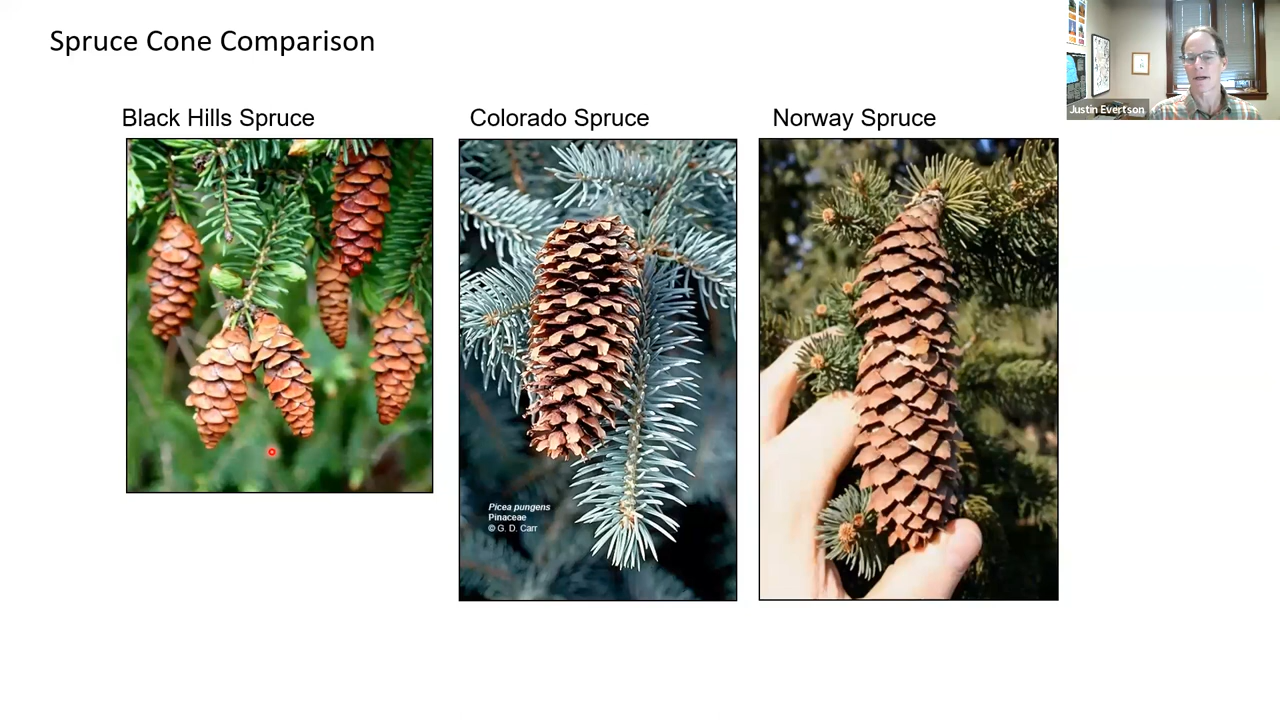 Spruce Cone Comparison
Black Hills Spruce
Colorado Spruce
Norway Spruce
Picea pungens
Pinaceae
© G. D. Carr
Justin Evertson